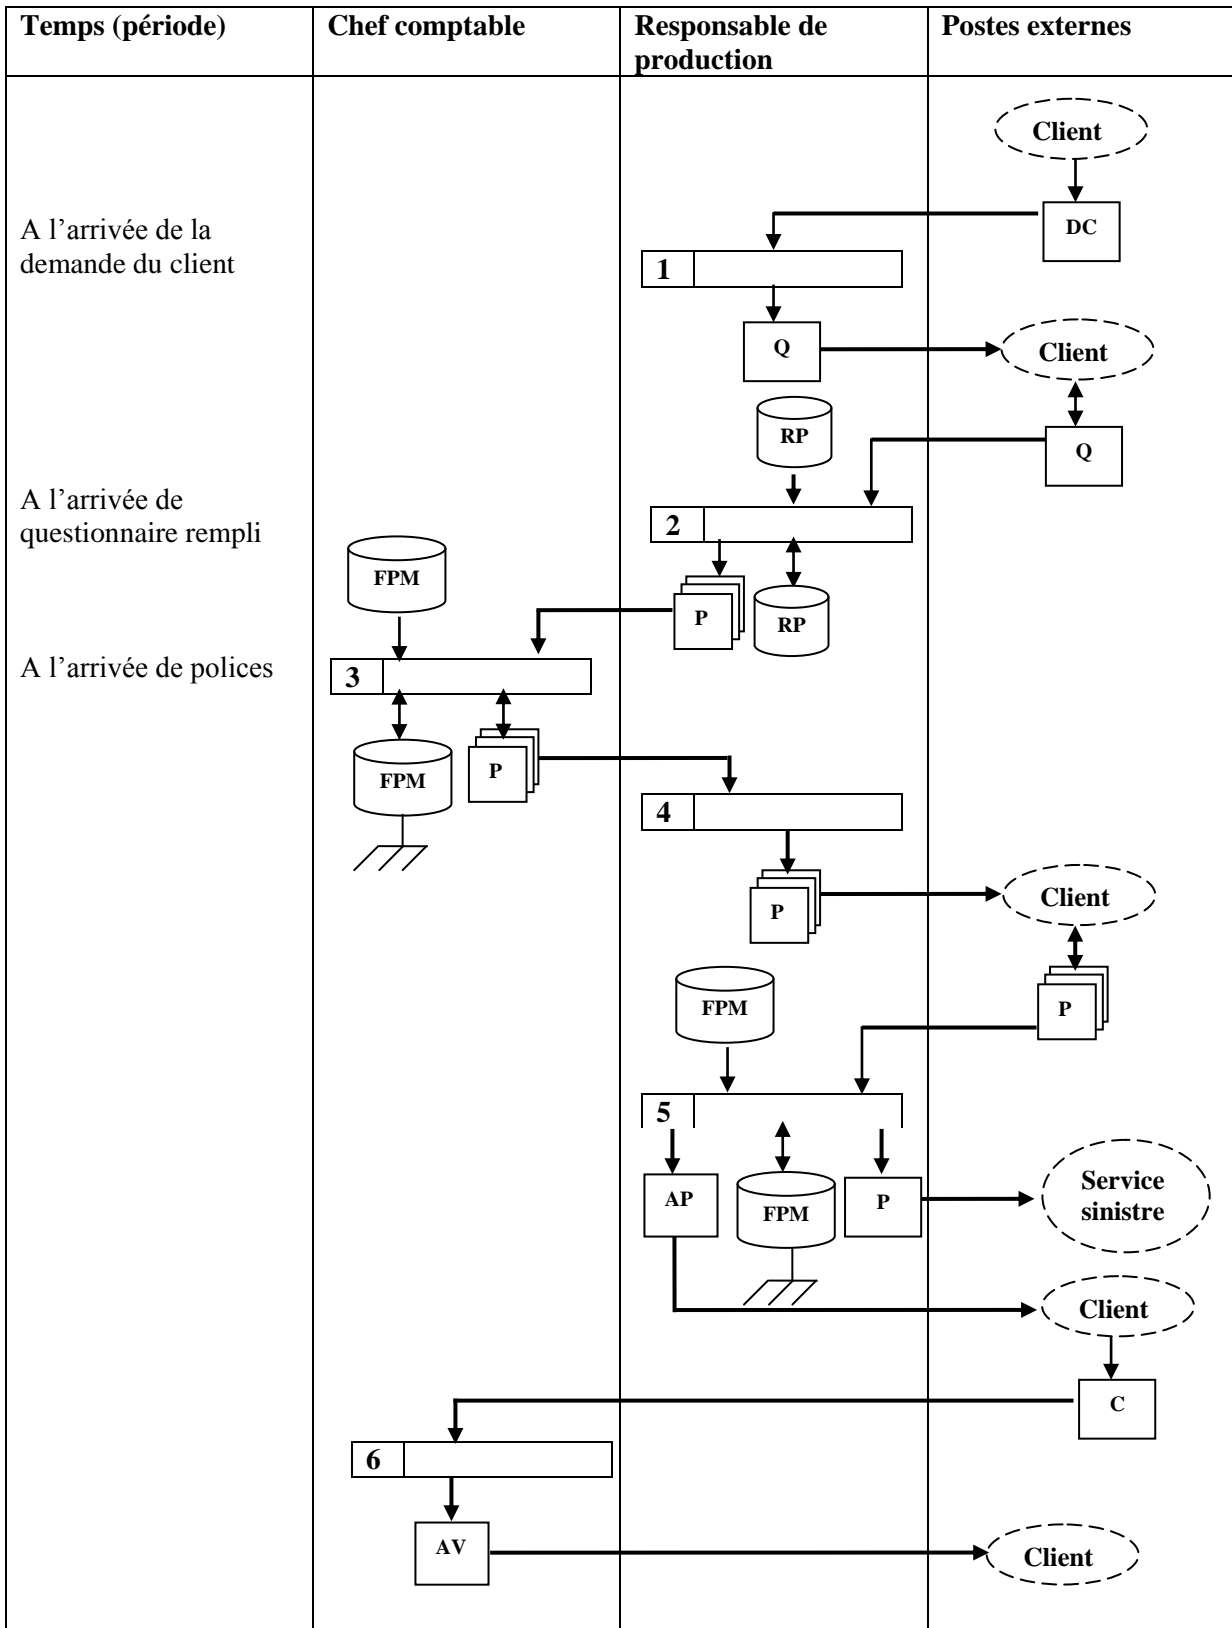 Temps (période)
Chef comptable
Responsable de
production
Postes externes
Client
DC
A l'arrivée de la
demande du client
1
Q
Client
RP
Q
A l'arrivée de
questionnaire rempli
2
FPM
P
RP
A l'arrivée de polices
3
FPM
P
4
P
Client
FPM
P
5
AP
FPM
P
Service
sinistre
Client
C
6
AV
Client